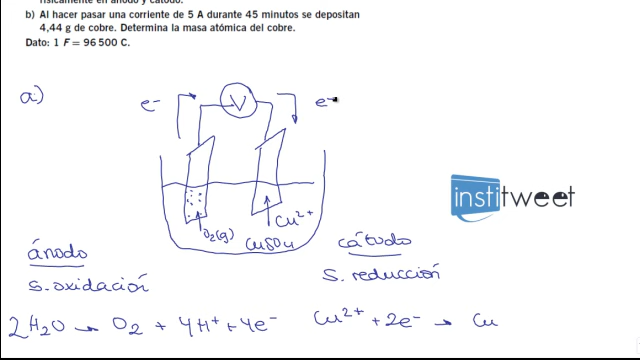 físicamente en ánodo y cátodo.
b) Al hacer pasar una corriente de 5 A durante 45 minutos se depositan
4,44 g de cobre. Determina la masa atómica del cobre.
Dato: 1 F = 96 500 C.
a)
e-
V
e-
Cu2+
O2(g)
CuSO4
institweet
ánodo
cátodo
s. oxidación
s. reducción
2H2O → O2 + 4H+ + 4e-
Cu2+ + 2e- → Cu